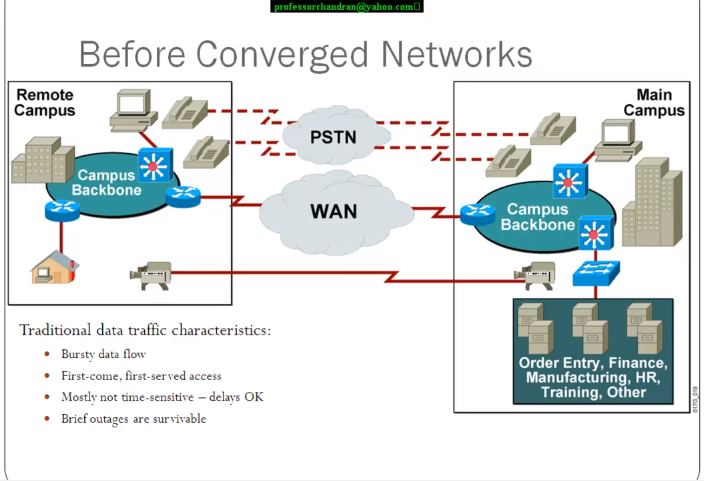 professorchandran@yahoo.com
Before Converged Networks
Remote
Campus
Main
Campus
PSTN
Campus
Backbone
WAN
Campus
Backbone
Order Entry, Finance,
Manufacturing, HR,
Training, Other
017G_019
Traditional data traffic characteristics:
• Bursty data flow
• First-come, first-served access
• Mostly not time-sensitive – delays OK
• Brief outages are survivable